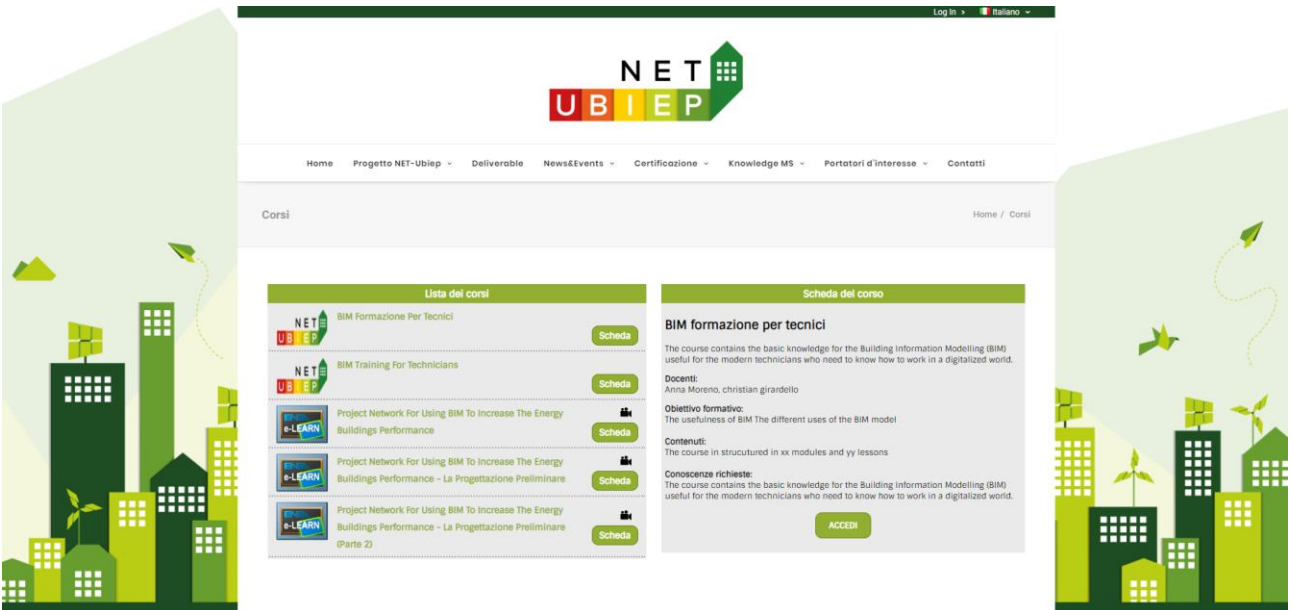 Log In
Italiano
NET
UBIEP
Home Progetto NET-Ubiep Deliverable News&Events Certificazione Knowledge MS Portatori d'interesse Contatti
Corsi
Home / Corsi
Lista dei corsi
NET
UBIEP
BIM Formazione Per Tecnici
Scheda
NET
UBIEP
BIM Training For Technicians
Scheda
e-LEARN
Project Network For Using BIM To Increase The Energy
Buildings Performance
Scheda
e-LEARN
Project Network For Using BIM To Increase The Energy
Buildings Performance - La Progettazione Preliminare
Scheda
e-LEARN
Project Network For Using BIM To Increase The Energy
Buildings Performance - La Progettazione Preliminare
(Parte 2)
Scheda
Scheda del corso
BIM formazione per tecnici
The course contains the basic knowledge for the Building Information Modelling (BIM)
useful for the modern technicians who need to know how to work in a digitalized world.
Docenti:
Anna Moreno, christian girardello
Obiettivo formativo:
The usefulness of BIM The different uses of the BIM model
Contenuti:
The course in strucutured in xx modules and yy lessons
Conoscenze richieste:
The course contains the basic knowledge for the Building Information Modelling (BIM)
useful for the modern technicians who need to know how to work in a digitalized world.
ACCEDI